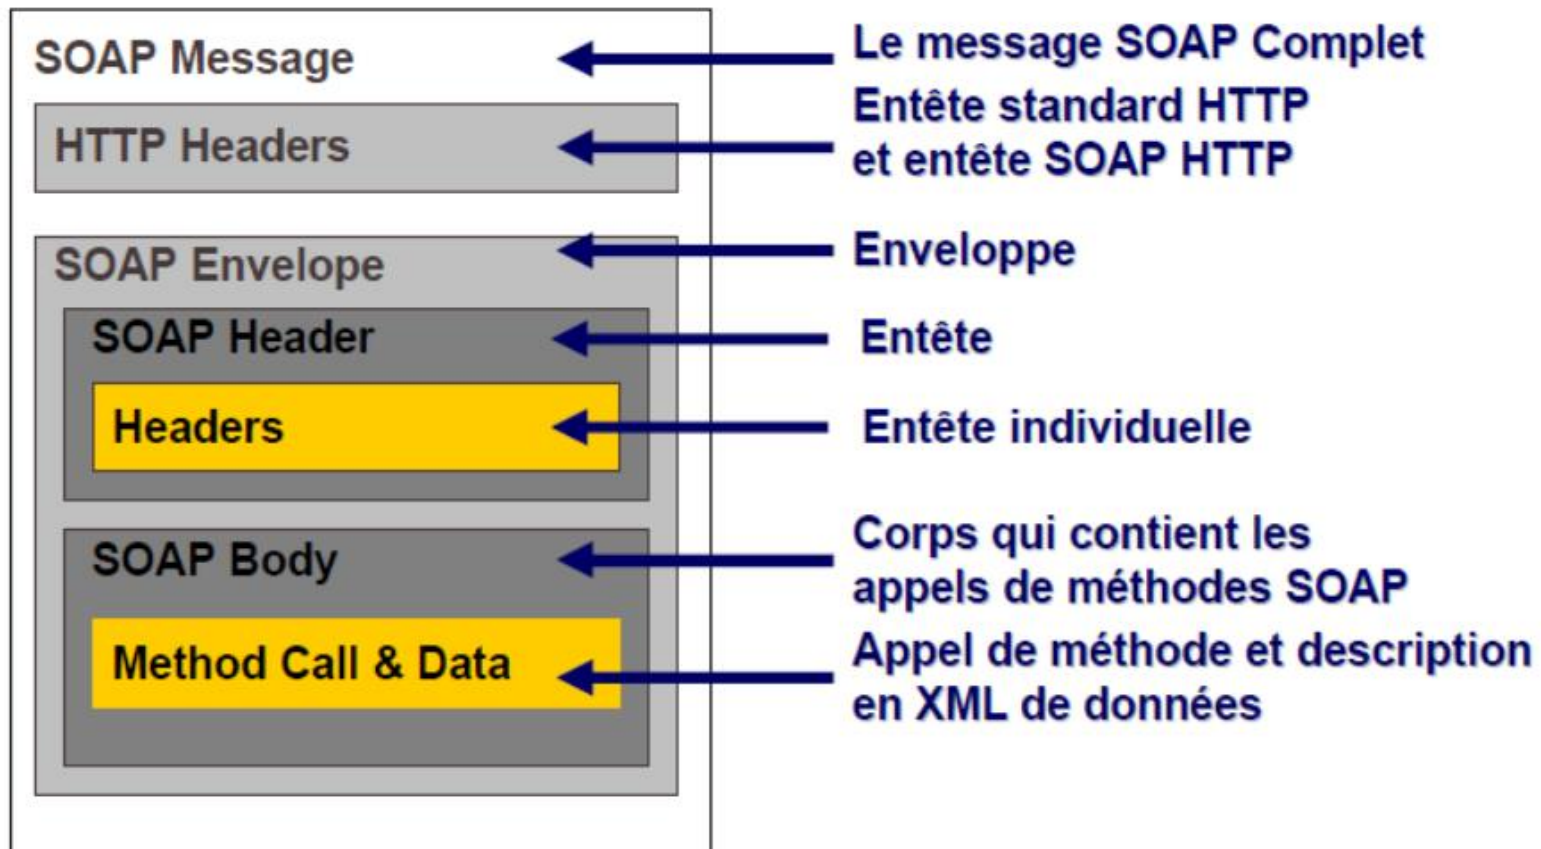 SOAP Message
Le message SOAP Complet
HTTP Headers
Entête standard HTTP
et entête SOAP HTTP
SOAP Envelope
Enveloppe
SOAP Header
Entête
Headers
Entête individuelle
SOAP Body
Corps qui contient les
appels de méthodes SOAP
Method Call & Data
Appel de méthode et description
en XML de données